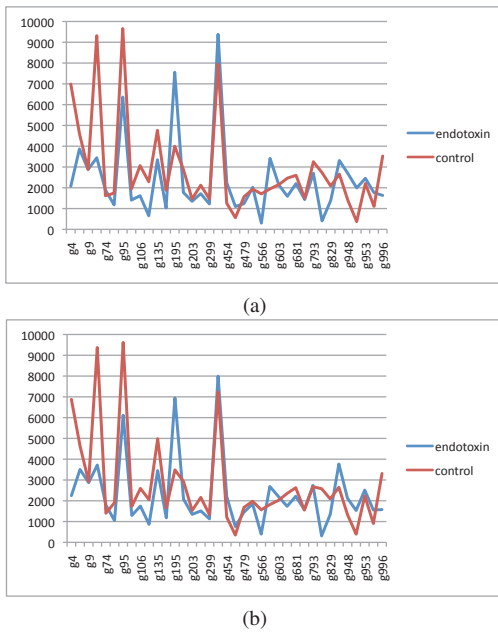 10000
9000
8000
7000
6000
5000
4000
3000
2000
1000
0
g4
g9
g74
g95
g106
g135
g195
g203
g299
g454
g479
g566
g603
g681
g793
g829
g948
g953
g996
endotoxin
control
(a)
10000
9000
8000
7000
6000
5000
4000
3000
2000
1000
0
g4
g9
g74
g95
g106
g135
g195
g203
g299
g454
g479
g566
g603
g681
g793
g829
g948
g953
g996
endotoxin
control
(b)